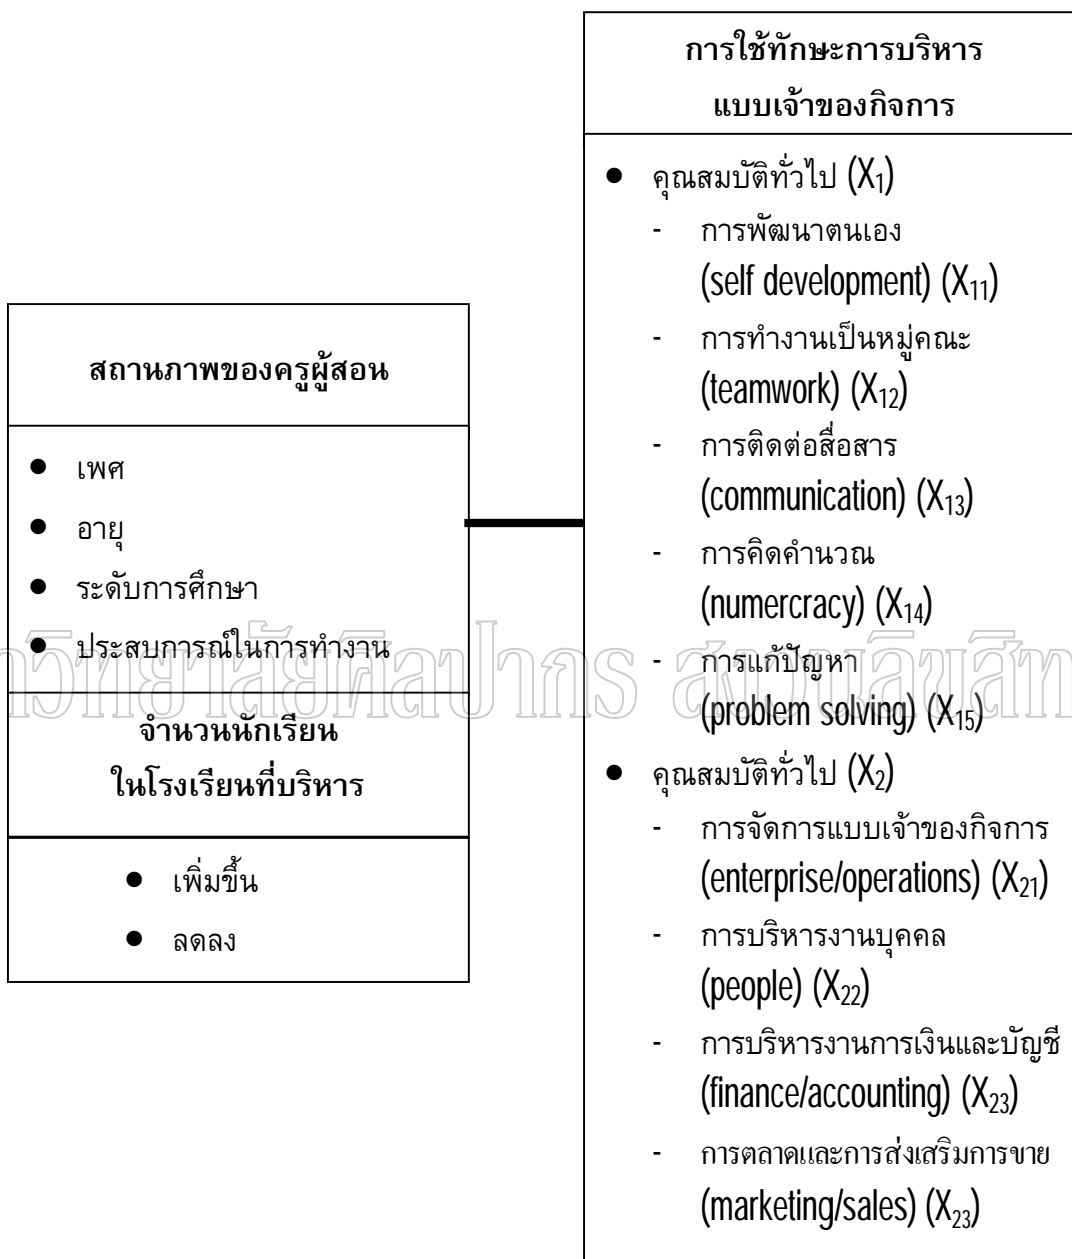 สถานภาพของครูผู้สอน
● เพศ
● อายุ
● ระดับการศึกษา
● ประสบการณ์ในการทำงาน
จำนวนนักเรียน
ในโรงเรียนที่บริหาร
● เพิ่มขึ้น
● ลดลง
การใช้ทักษะการบริหาร
แบบเจ้าของกิจการ
● คุณสมบัติทั่วไป (X₁)
- การพัฒนาตนเอง
(self development) (X₁₁)
- การทำงานเป็นหมู่คณะ
(teamwork) (X₁₂)
- การติดต่อสื่อสาร
(communication) (X₁₃)
- การคิดคำนวณ
(numercracy) (X₁₄)
- การแก้ปัญหา
(problem solving) (X₁₅)
● คุณสมบัติทั่วไป (X₂)
- การจัดการแบบเจ้าของกิจการ
(enterprise/operations) (X₂₁)
- การบริหารงานบุคคล
(people) (X₂₂)
- การบริหารงานการเงินและบัญชี
(finance/accounting) (X₂₃)
- การตลาดและการส่งเสริมการขาย
(marketing/sales) (X₂₃)